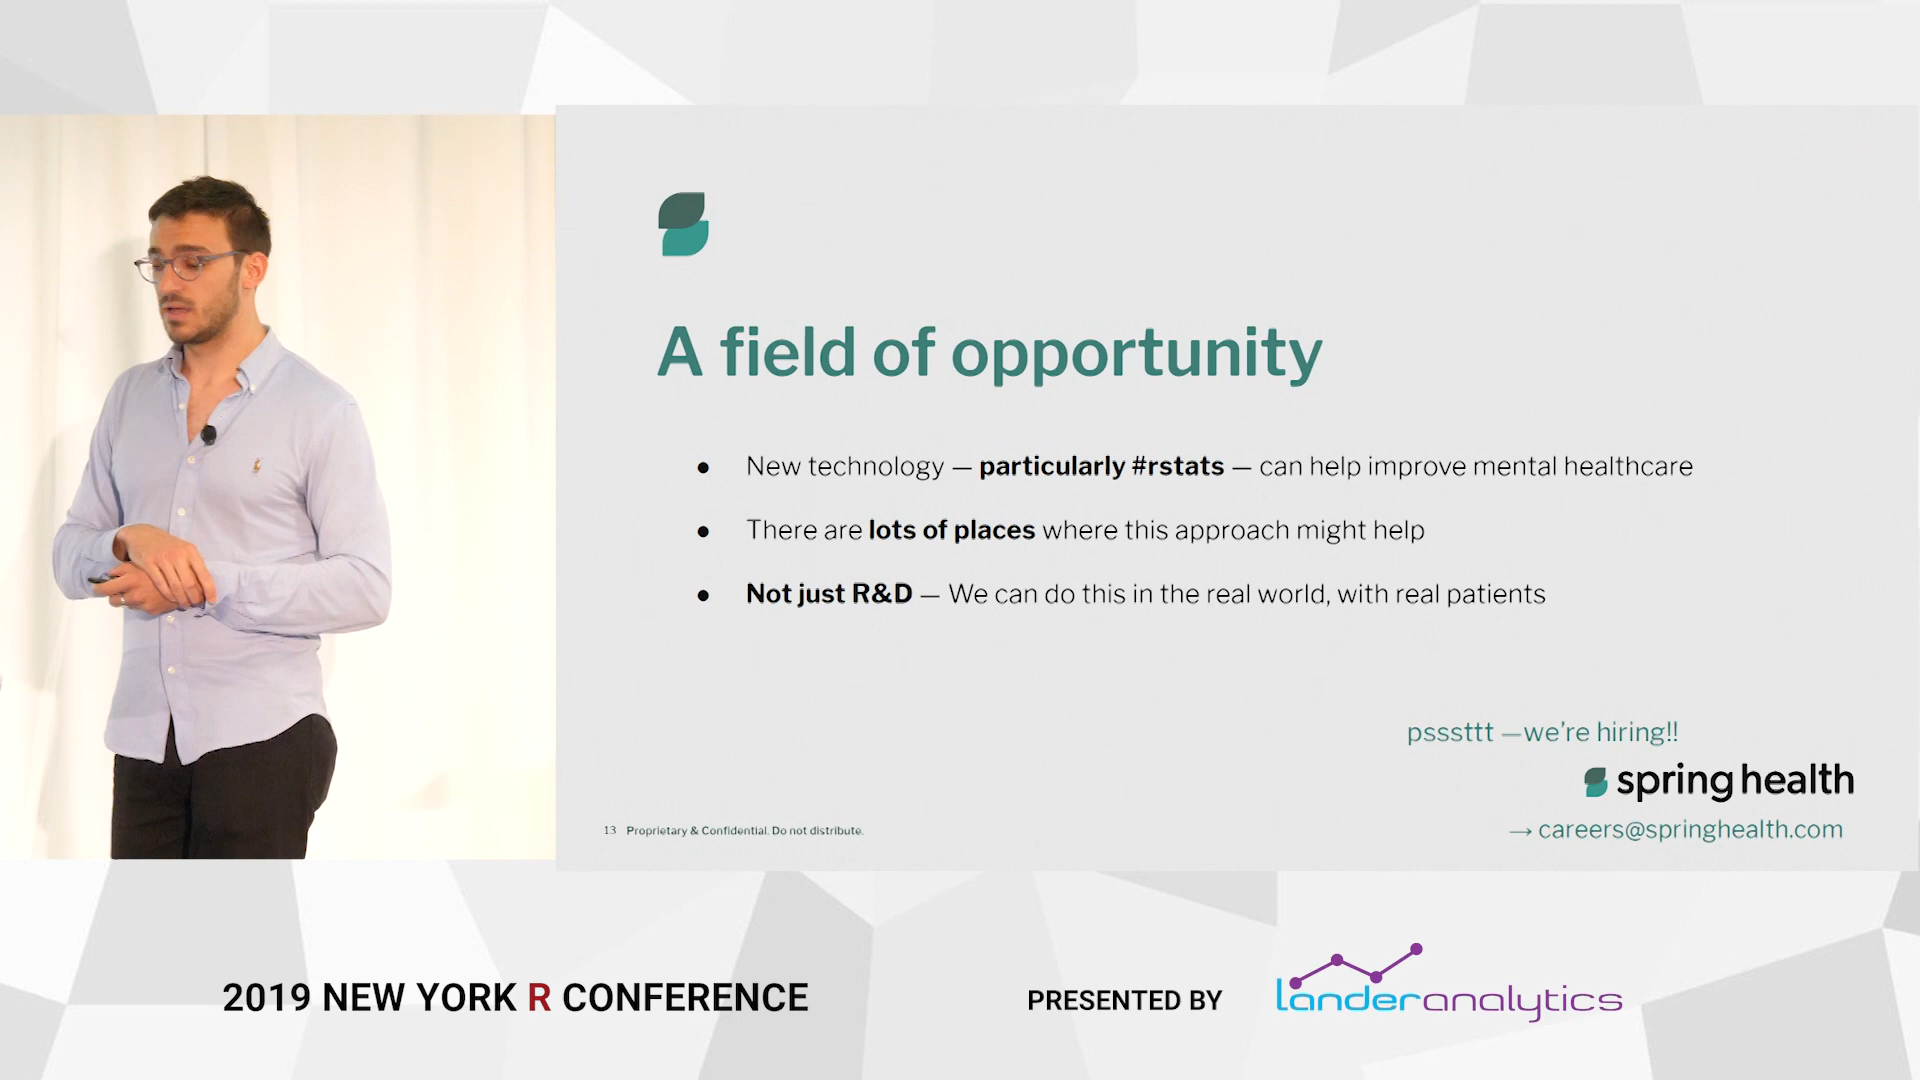 A field of opportunity
● New technology — particularly #rstats — can help improve mental healthcare
● There are lots of places where this approach might help
● Not just R&D — We can do this in the real world, with real patients
psssttt —we're hiring!!
spring health
→ careers@springhealth.com
13 Proprietary & Confidential. Do not distribute.
2019 NEW YORK R CONFERENCE
PRESENTED BY
landeranalytics